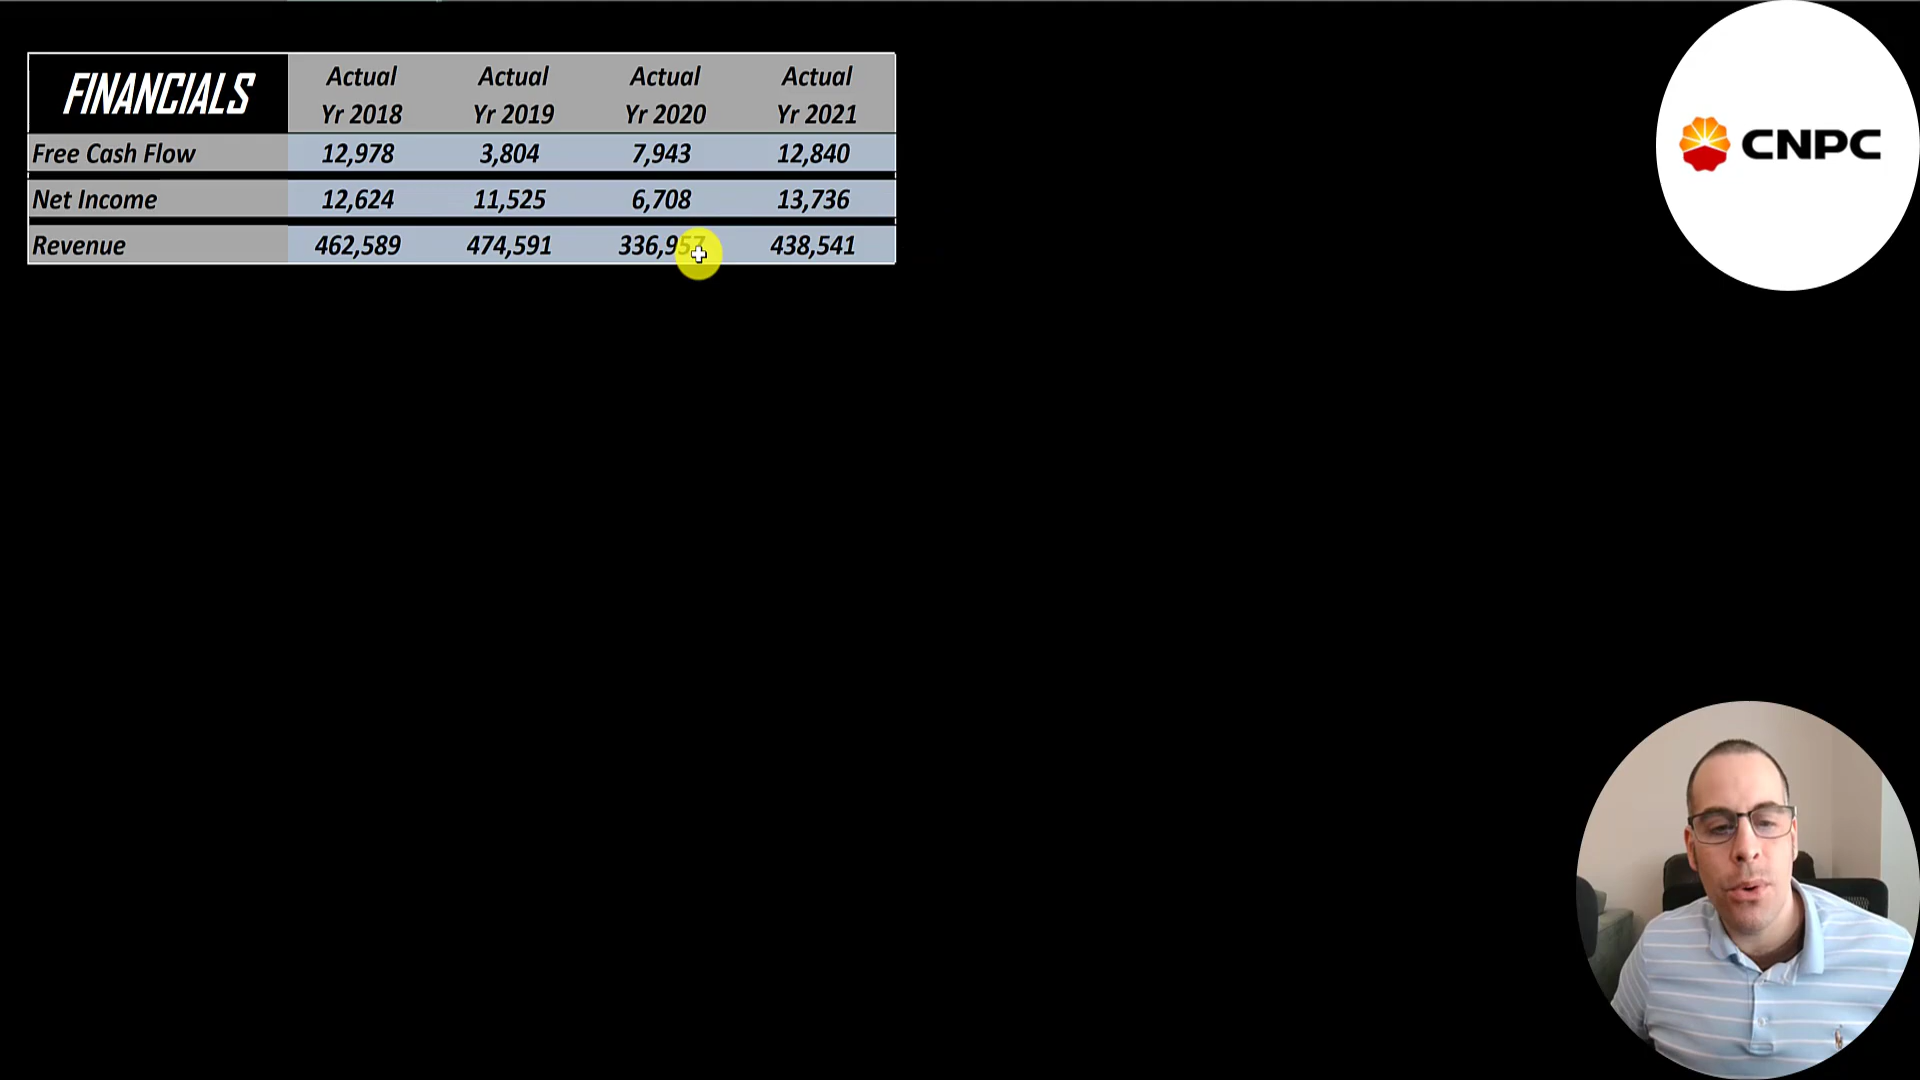 FINANCIALS
Actual Actual Actual Actual
Yr 2018 Yr 2019 Yr 2020 Yr 2021
Free Cash Flow 12,978 3,804 7,943 12,840
Net Income 12,624 11,525 6,708 13,736
Revenue 462,589 474,591 336,957 438,541
CNPC